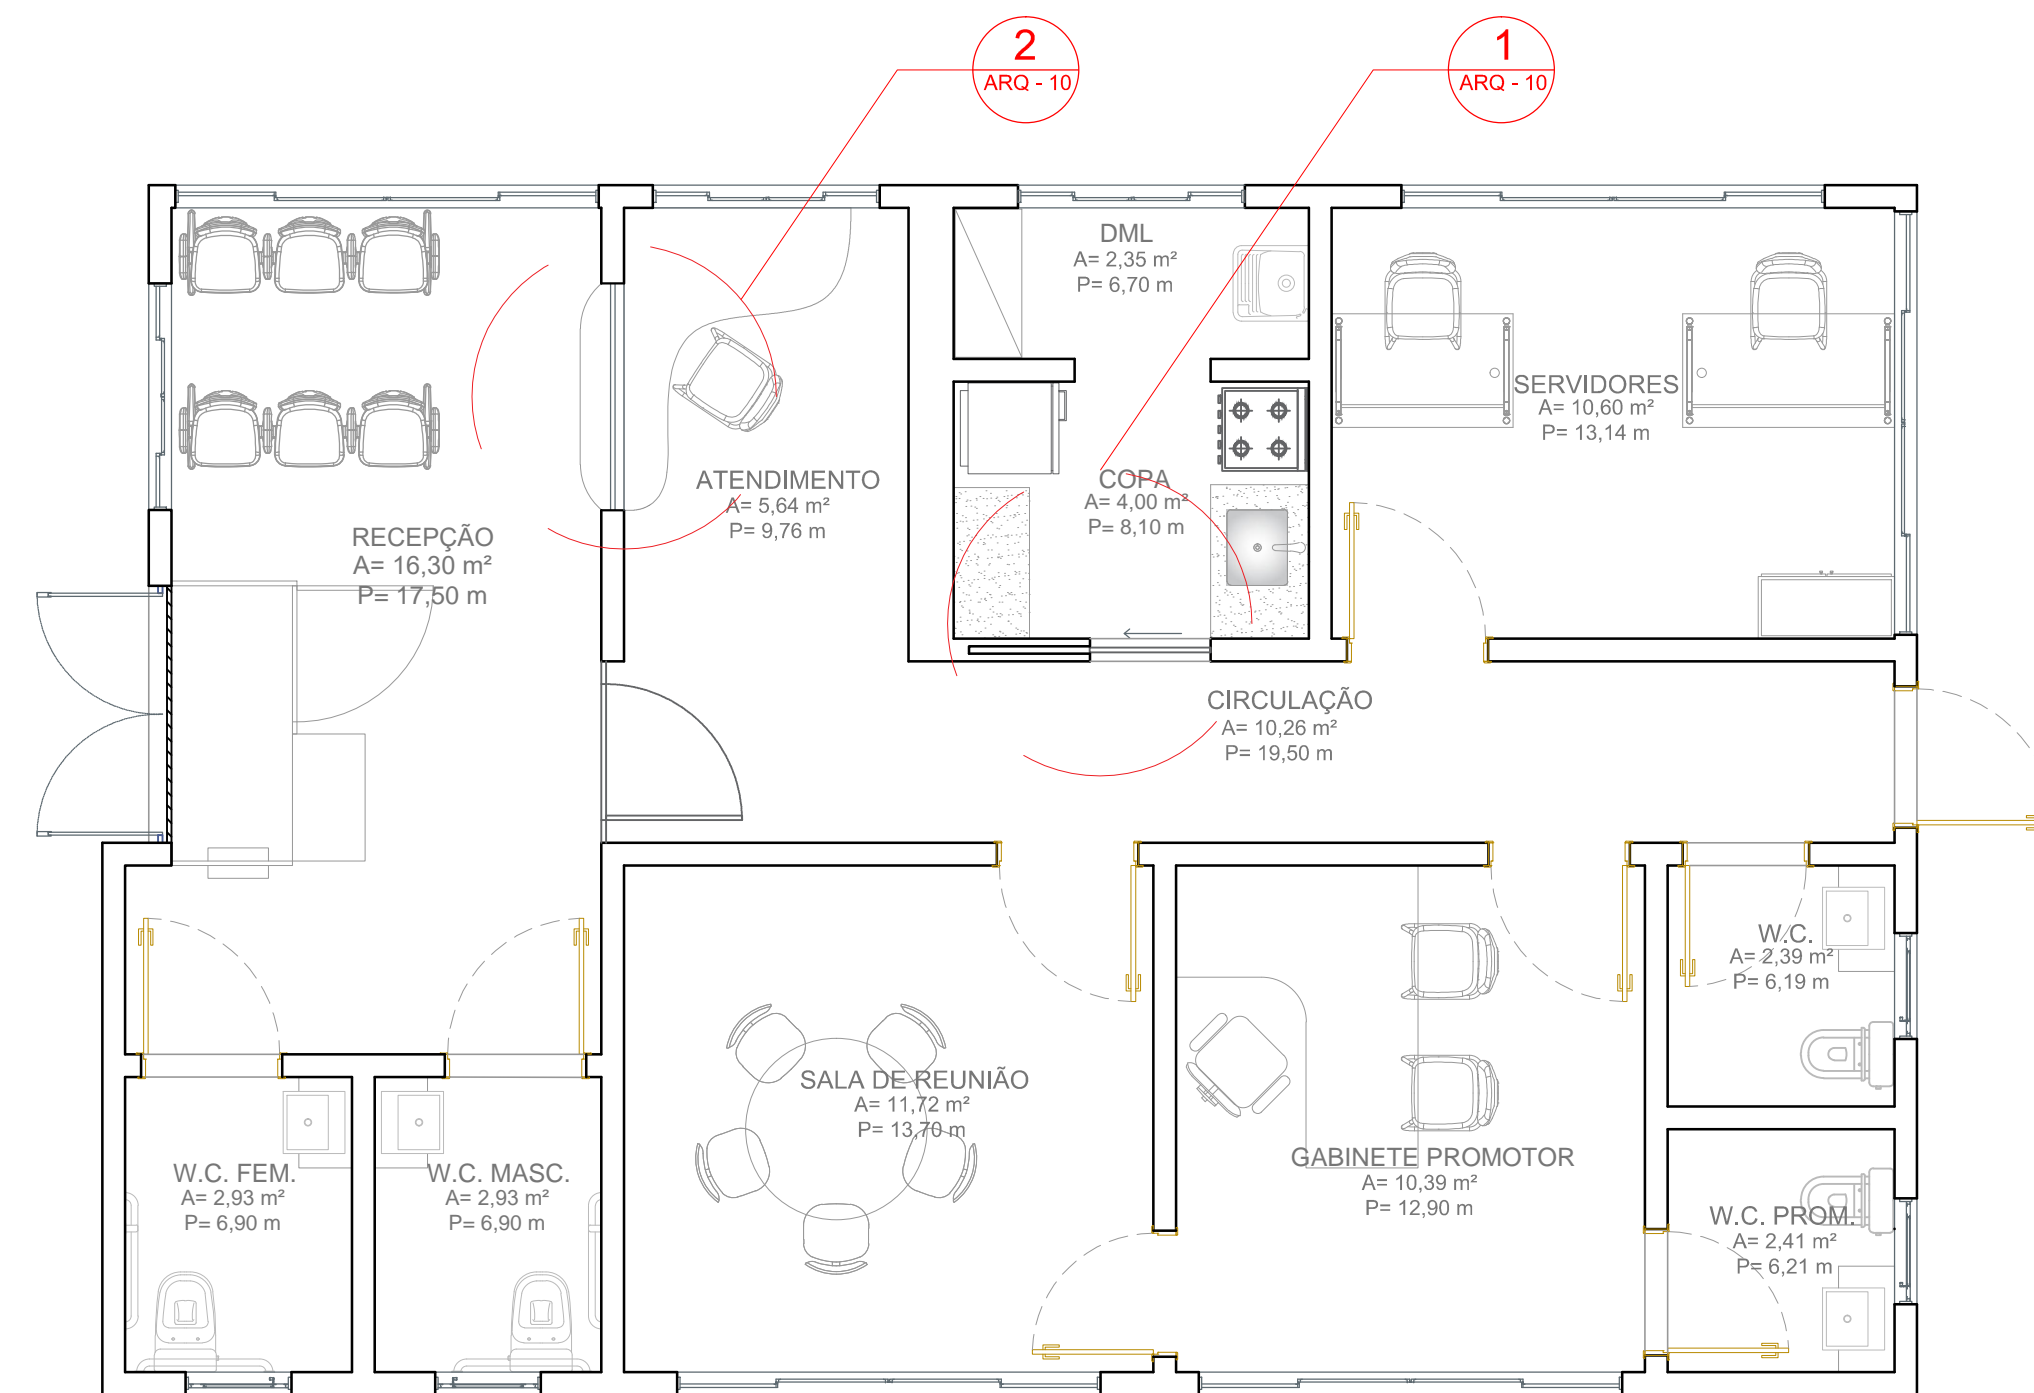 2
ARQ - 10
1
ARQ - 10
DML
A= 2,35 m²
P= 6,70 m
SERVIDORES
A= 10,60 m²
P= 13,14 m
ATENDIMENTO
A= 5,64 m²
P= 9,76 m
COPA
A= 4,00 m²
P= 8,10 m
RECEPÇÃO
A= 16,30 m²
P= 17,50 m
CIRCULAÇÃO
A= 10,26 m²
P= 19,50 m
W.C.
A= 2,39 m²
P= 6,19 m
SALA DE REUNIÃO
A= 11,72 m²
P= 13,70 m
GABINETE PROMOTOR
A= 10,39 m²
P= 12,90 m
W.C. FEM.
A= 2,93 m²
P= 6,90 m
W.C. MASC.
A= 2,93 m²
P= 6,90 m
W.C. PROM.
A= 2,41 m²
P= 6,21 m